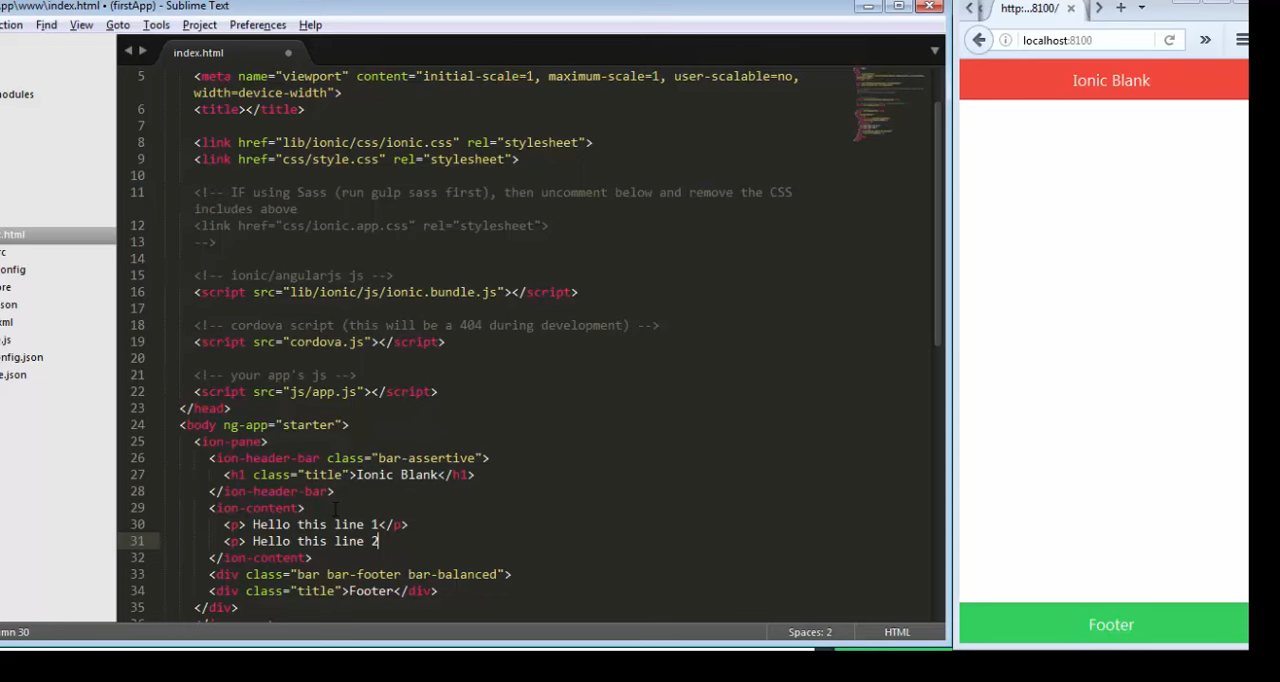 pp\www\index.html • (firstApp) - Sublime Text
ction Find View Goto Tools Project Preferences Help
index.html
odules
.html
rc
onfig
ore
son
xml
e.js
onfig.json
e.json
5 <meta name="viewport" content="initial-scale=1, maximum-scale=1, user-scalable=no,
width=device-width">
6 <title></title>
7
8 <link href="lib/ionic/css/ionic.css" rel="stylesheet">
9 <link href="css/style.css" rel="stylesheet">
10
11 <!-- IF using Sass (run gulp sass first), then uncomment below and remove the CSS
includes above
12 <link href="css/ionic.app.css" rel="stylesheet">
13 -->
14
15 <!-- ionic/angularjs js -->
16 <script src="lib/ionic/js/ionic.bundle.js"></script>
17
18 <!-- cordova script (this will be a 404 during development) -->
19 <script src="cordova.js"></script>
20
21 <!-- your app's js -->
22 <script src="js/app.js"></script>
23 </head>
24 <body ng-app="starter">
25 <ion-pane>
26 <ion-header-bar class="bar-assertive">
27 <h1 class="title">Ionic Blank</h1>
28 </ion-header-bar>
29 <ion-content>
30 <p> Hello this line 1</p>
31 <p> Hello this line 2
32 </ion-content>
33 <div class="bar bar-footer bar-balanced">
34 <div class="title">Footer</div>
35 </div>
mn 30
Spaces: 2
HTML
http:...8100/
localhost:8100
Ionic Blank
Footer